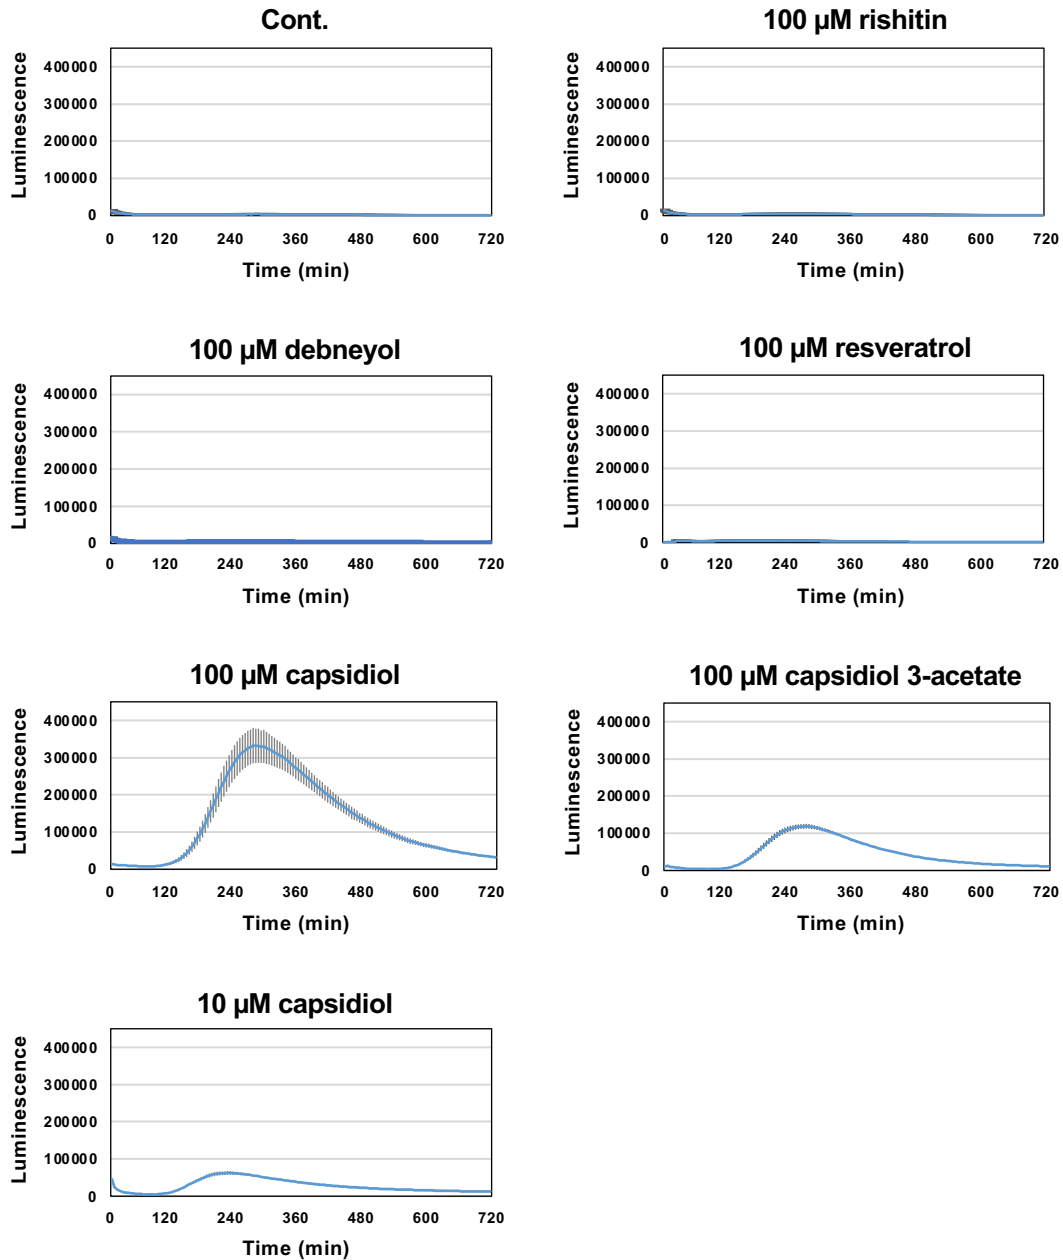 Cont.
Luminescence
400000
300000
200000
100000
0
0 120 240 360 480 600 720
Time (min)
100 µM rishitin
Luminescence
400000
300000
200000
100000
0
0 120 240 360 480 600 720
Time (min)
100 µM debneyol
Luminescence
400000
300000
200000
100000
0
0 120 240 360 480 600 720
Time (min)
100 µM resveratrol
Luminescence
400000
300000
200000
100000
0
0 120 240 360 480 600 720
Time (min)
100 µM capsidiol
Luminescence
400000
300000
200000
100000
0
0 120 240 360 480 600 720
Time (min)
100 µM capsidiol 3-acetate
Luminescence
400000
300000
200000
100000
0
0 120 240 360 480 600 720
Time (min)
10 µM capsidiol
Luminescence
400000
300000
200000
100000
0
0 120 240 360 480 600 720
Time (min)